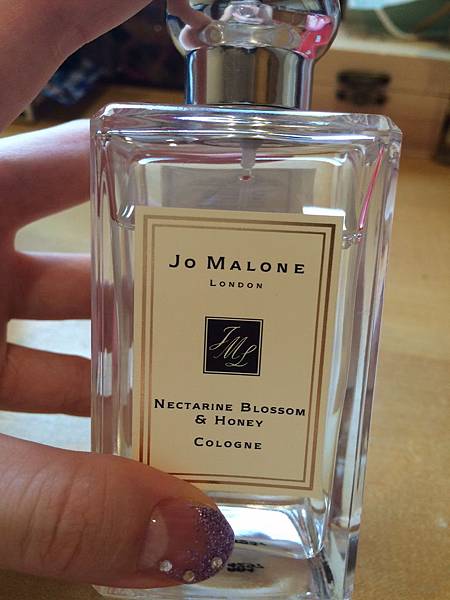 Jo Malone
London
JML
Nectarine Blossom
& Honey
Cologne